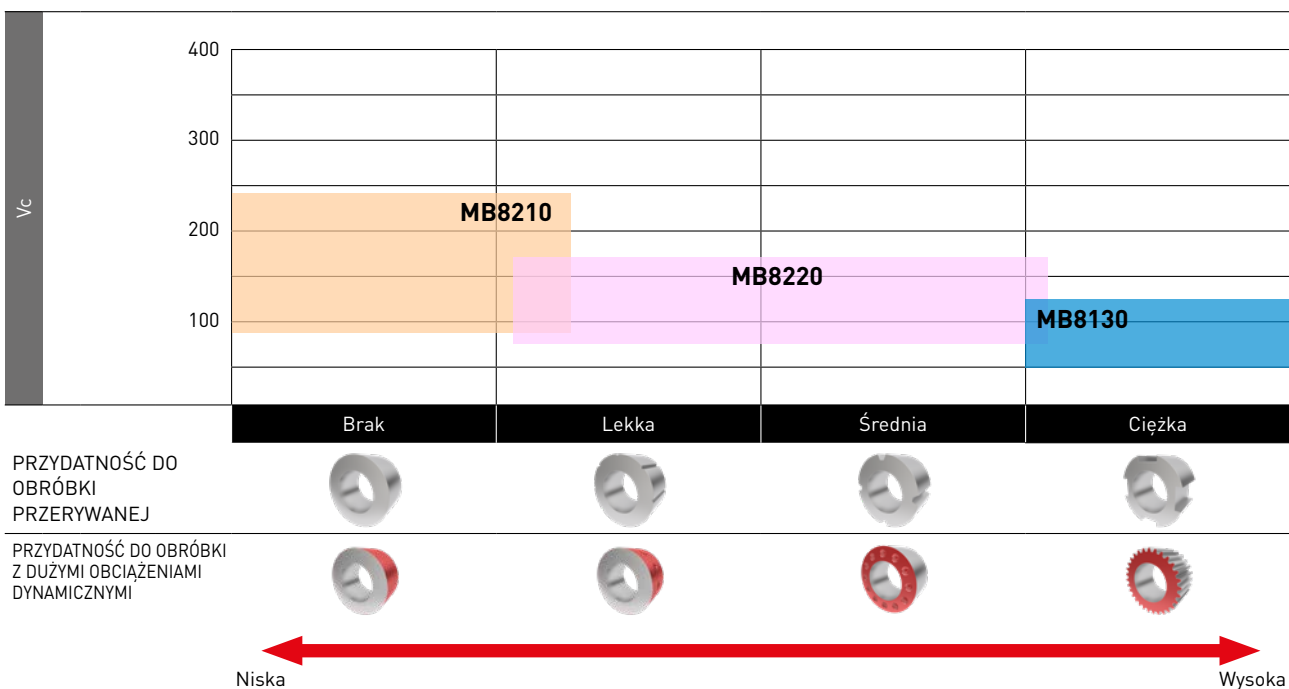 Vc
400
300
200
100
MB8210
MB8220
MB8130
Brak
Lekka
Średnia
Ciężka
PRZYDATNOŚĆ DO
OBRÓBKI
PRZERYWANEJ
PRZYDATNOŚĆ DO OBRÓBKI
Z DUŻYMI OBCIĄŻENIAMI
DYNAMICZNYMI
Niska
Wysoka